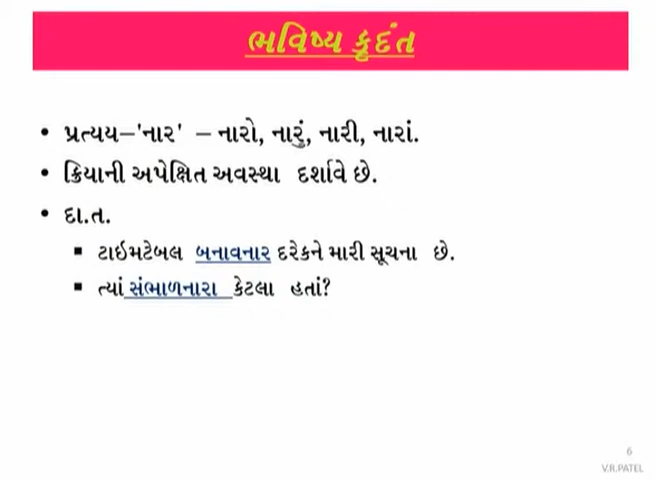 ભવિષ્ય કૃદંત
• પ્રત્યય–'નાર' – નારો, નારું, નારી, નારાં.
• ક્રિયાની અપેક્ષિત અવસ્થા દર્શાવે છે.
• દા.ત.
▪ ટાઇમટેબલ બનાવનાર દરેકને મારી સૂચના છે.
▪ ત્યાં સંભાળનારા કેટલા હતાં?
6
V.R.PATEL